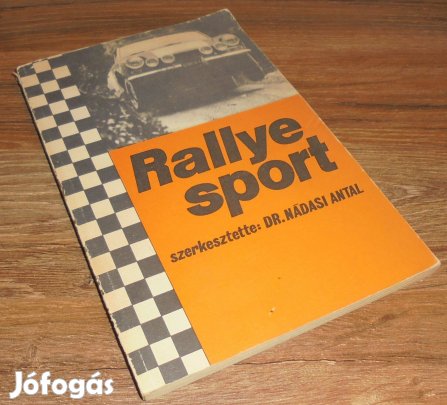 Rallye
sport
szerkesztette: DR. NÁDASI ANTAL
Jófogás